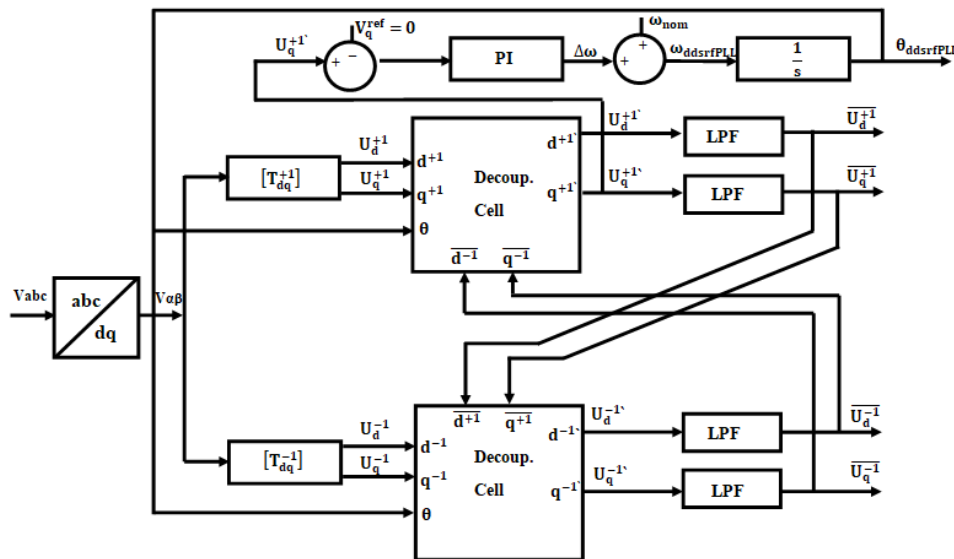 V_q^ref = 0
ω_nom
U_q^+1`
+ −
PI
Δω
+ +
ω_ddsrfPLL
1/s
θ_ddsrfPLL
U_d^+1
U_q^+1
[T_dq^+1]
d^+1
q^+1
θ
Decoup.
Cell
d^+1`
q^+1`
d^-1
q^-1
U_d^+1`
U_q^+1`
LPF
LPF
U_d^+1
U_q^+1
Vabc
abc
dq
Vαβ
U_d^-1
U_q^-1
[T_dq^-1]
d^+1
q^+1
d^-1
q^-1
θ
Decoup.
Cell
d^-1`
q^-1`
U_d^-1`
U_q^-1`
LPF
LPF
U_d^-1
U_q^-1